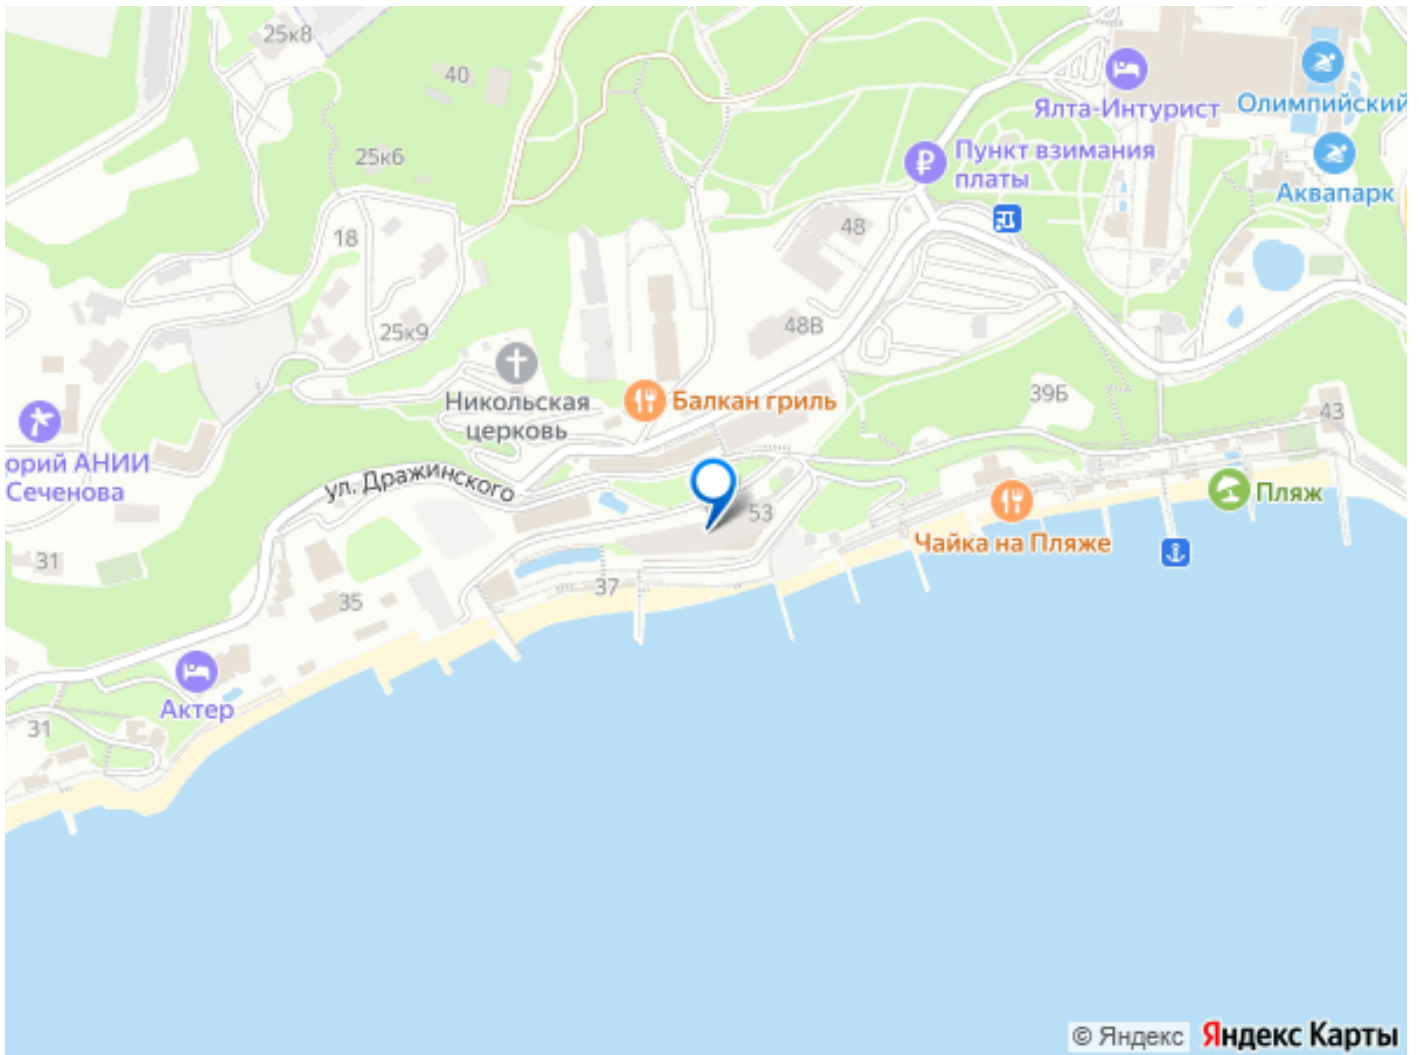 25к8
40
Ялта-Интурист
Олимпийский
25к6
Пункт взимания
платы
Аквапарк
18
48
25к9
48В
Никольская
церковь
Балкан гриль
39Б
43
орий АНИИ
Сеченова
ул. Дражинского
53
Пляж
Чайка на Пляже
31
37
35
Актер
31
© Яндекс Яндекс Карты